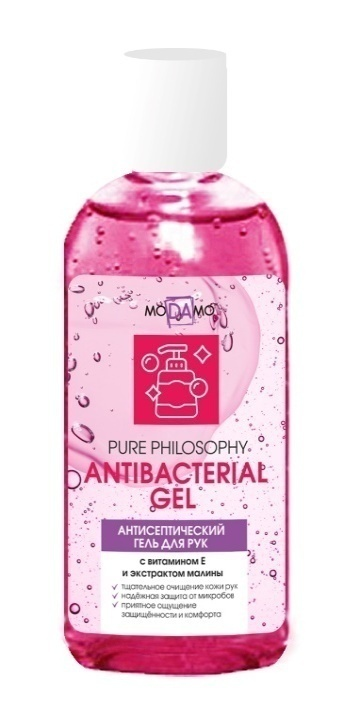 MODAMO
PURE PHILOSOPHY
ANTIBACTERIAL
GEL
АНТИСЕПТИЧЕСКИЙ
ГЕЛЬ ДЛЯ РУК
с витамином Е
и экстрактом малины
✓ тщательное очищение кожи рук
✓ надёжная защита от микробов
✓ приятное ощущение
защищённости и комфорта